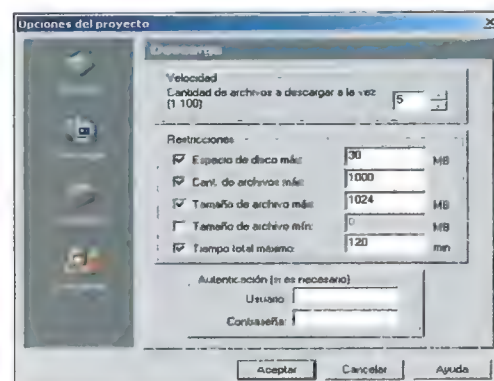 Opciones del proyecto
Descarga
Velocidad
Cantidad de archivos a descargar a la vez
(1 100)
5
Restricciones
Espacio de disco máx: 30 MB
Cant. de archivos máx: 1000
Tamaño de archivo máx: 1024 MB
Tamaño de archivo mín: 0 MB
Tiempo total máximo: 120 min
Autenticación (si es necesario)
Usuario
Contraseña:
Aceptar Cancelar Ayuda